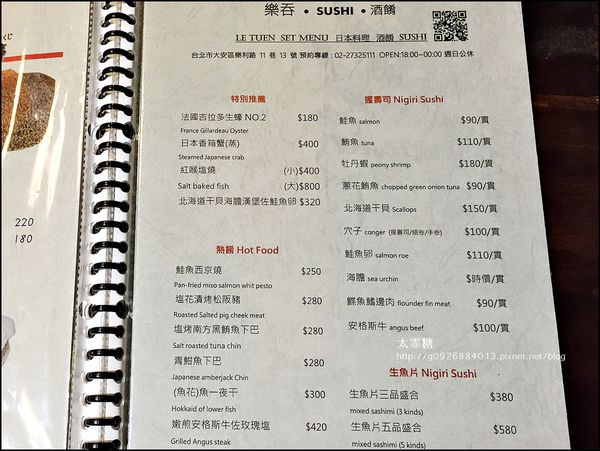 樂吞 • SUSHI • 酒餚
LE TUEN SET MENU 日本料理 酒餚 SUSHI
台北市大安區樂利路 11 巷 13 號 預約專線：02-27325111 OPEN:18:00~00:00 週日公休
220
180
特別推薦
法國吉拉多生蠔 NO.2 $180
France Gillardeau Oyster
日本香箱蟹(蒸) $400
Steamed Japanese crab
紅喉塩燒 (小)$400
Salt baked fish (大)$800
北海道干貝海膽漢堡佐鮭魚卵 $320
熱餚 Hot Food
鮭魚西京燒 $250
Pan-fried miso salmon whit pesto
塩花漬烤松阪豬 $280
Roasted Salted pig cheek meat
塩烤南方黑鮪魚下巴 $280
Salt roasted tuna chin
青魽魚下巴 $280
Japanese amberjack Chin
(魚花)魚一夜干 $300
Hokkaid of lower fish
嫩煎安格斯牛佐玫瑰塩 $420
Grilled Angus steak
握壽司 Nigiri Sushi
鮭魚 salmon $90/貫
鮪魚 tuna $110/貫
牡丹蝦 peony shrimp $180/貫
蔥花鮪魚 chopped green onion tuna $90/貫
北海道干貝 Scallops $150/貫
穴子 conger (握壽司/細卷/手卷) $100/貫
鮭魚卵 salmon roe $110/貫
海膽 sea urchin $時價/貫
鰈魚鰭邊肉 flounder fin meat $90/貫
安格斯牛 angus beef $100/貫
太霏糖
http://g0926884013.pixnet.net/blog
生魚片 Nigiri Sushi
生魚片三品盛合 $380
mixed sashimi (3 kinds)
生魚片五品盛合 $580
mixed sashimi (5 kinds)